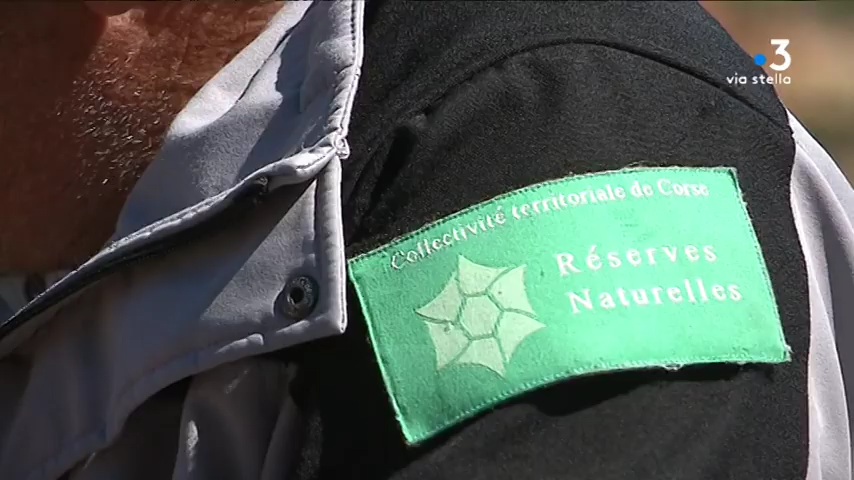 3
via stella
Collectivité territoriale de Corse
Réserves
Naturelles